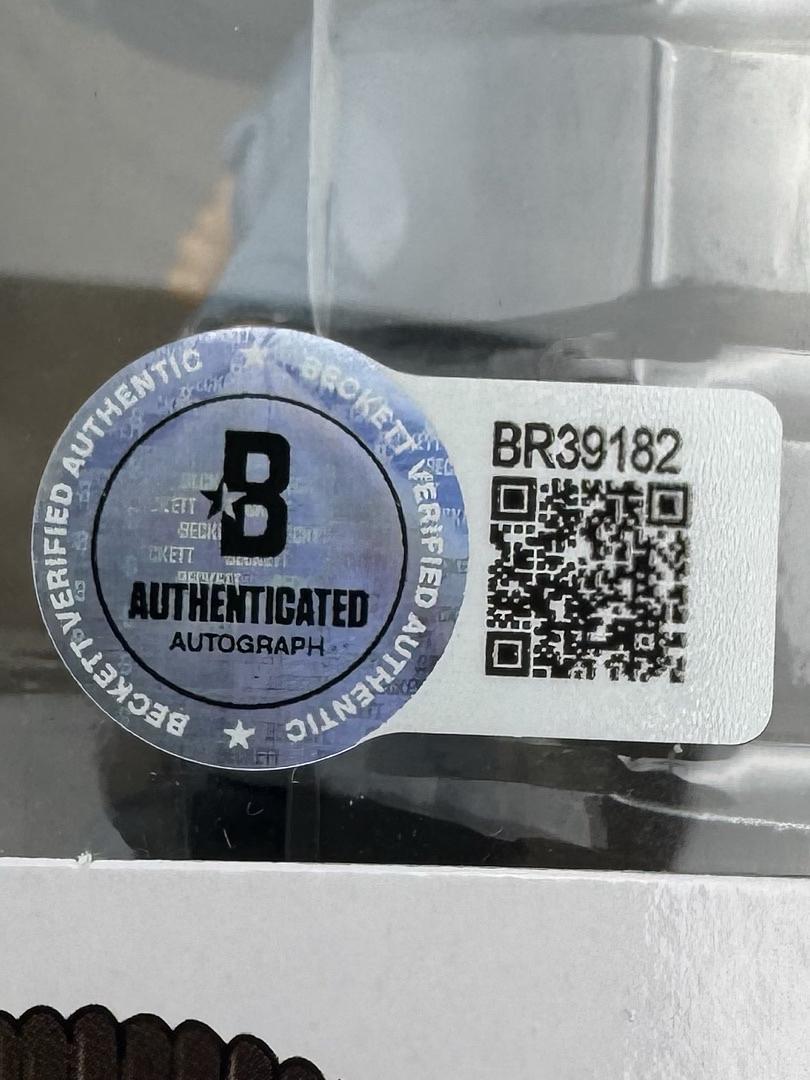 BECKETT VERIFIED AUTHENTIC ★ BECKETT VERIFIED AUTHENTIC ★
B
AUTHENTICATED
AUTOGRAPH
BR39182